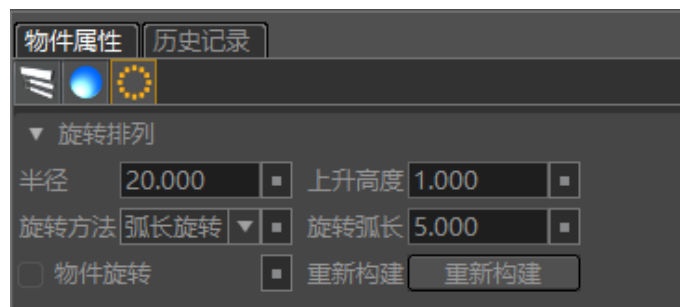 物件属性 历史记录
旋转排列
半径 20.000 上升高度 1.000
旋转方法 弧长旋转 旋转弧长 5.000
物件旋转 重新构建 重新构建